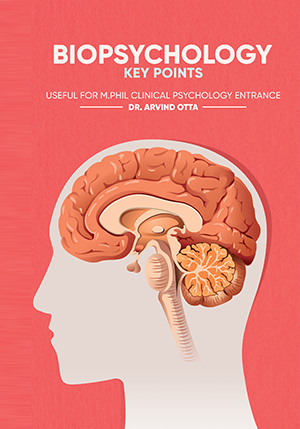 BIOPSYCHOLOGY
KEY POINTS
USEFUL FOR M.PHIL CLINICAL PSYCHOLOGY ENTRANCE
DR. ARVIND OTTA